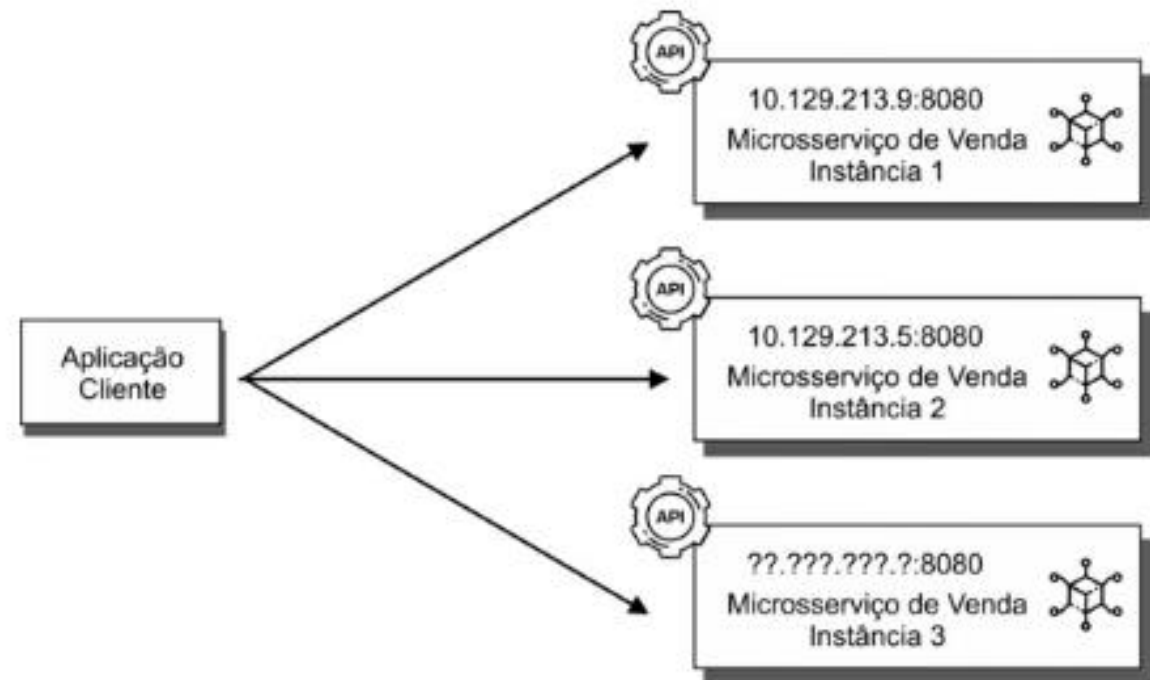 API
10.129.213.9:8080
Microsserviço de Venda
Instância 1
API
10.129.213.5:8080
Microsserviço de Venda
Instância 2
Aplicação
Cliente
API
??.???.???.?:8080
Microsserviço de Venda
Instância 3